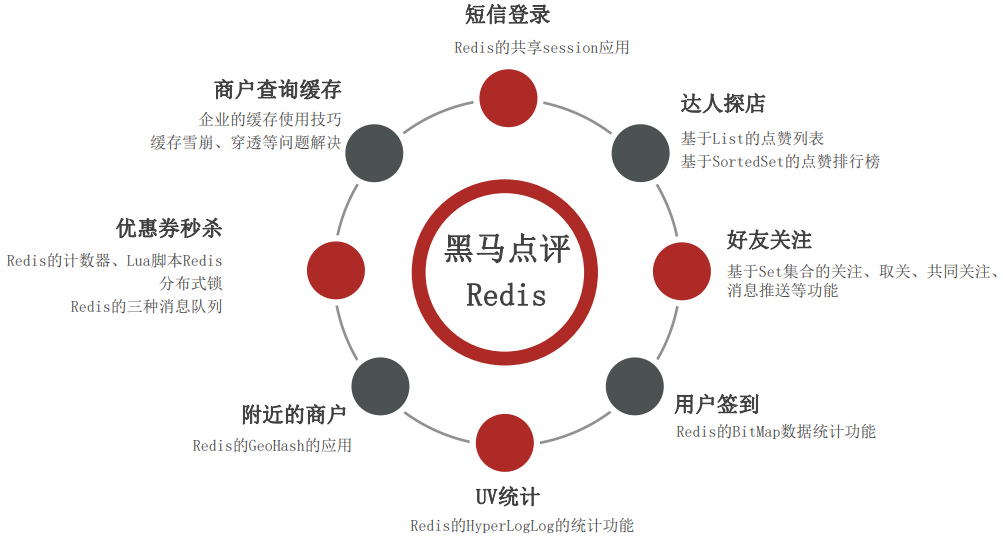 短信登录
Redis的共享session应用
商户查询缓存
企业的缓存使用技巧
缓存雪崩、穿透等问题解决
达人探店
基于List的点赞列表
基于SortedSet的点赞排行榜
优惠券秒杀
Redis的计数器、Lua脚本Redis
分布式锁
Redis的三种消息队列
黑马点评
Redis
好友关注
基于Set集合的关注、取关、共同关注、
消息推送等功能
附近的商户
Redis的GeoHash的应用
用户签到
Redis的BitMap数据统计功能
UV统计
Redis的HyperLogLog的统计功能